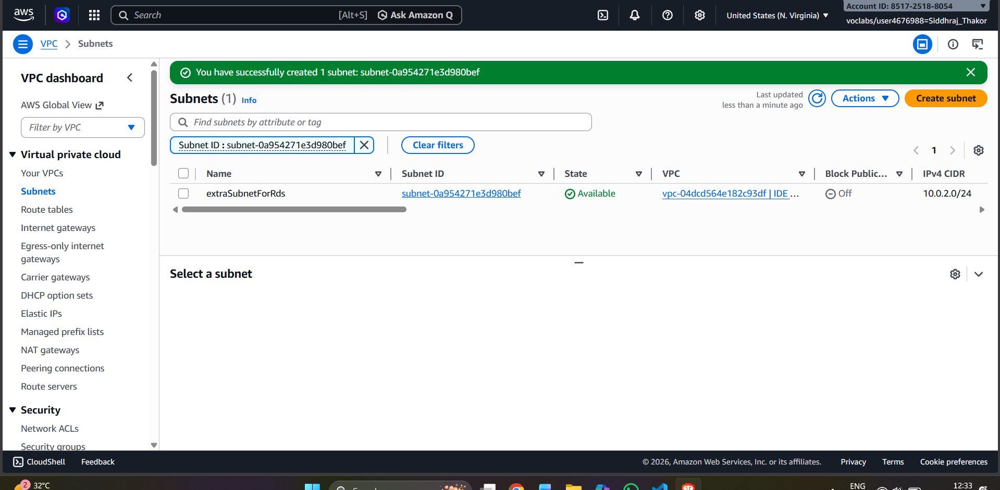 aws
Search [Alt+S] Ask Amazon Q
United States (N. Virginia)
Account ID: 8517-2518-8054
voclabs/user4676988=Siddhraj_Thakor
VPC Subnets
VPC dashboard
AWS Global View
Filter by VPC
Virtual private cloud
Your VPCs
Subnets
Route tables
Internet gateways
Egress-only internet
gateways
Carrier gateways
DHCP option sets
Elastic IPs
Managed prefix lists
NAT gateways
Peering connections
Route servers
Security
Network ACLs
Security groups
You have successfully created 1 subnet: subnet-0a954271e3d980bef
Subnets (1) Info
Last updated
less than a minute ago
Actions
Create subnet
Find subnets by attribute or tag
Subnet ID : subnet-0a954271e3d980bef
Clear filters
1
Name Subnet ID State VPC Block Public... IPv4 CIDR
extraSubnetForRds subnet-0a954271e3d980bef Available vpc-04dcd564e182c93df | IDE ... Off 10.0.2.0/24
Select a subnet
CloudShell Feedback © 2026, Amazon Web Services, Inc. or its affiliates. Privacy Terms Cookie preferences
2 32°C
ENG
12:33